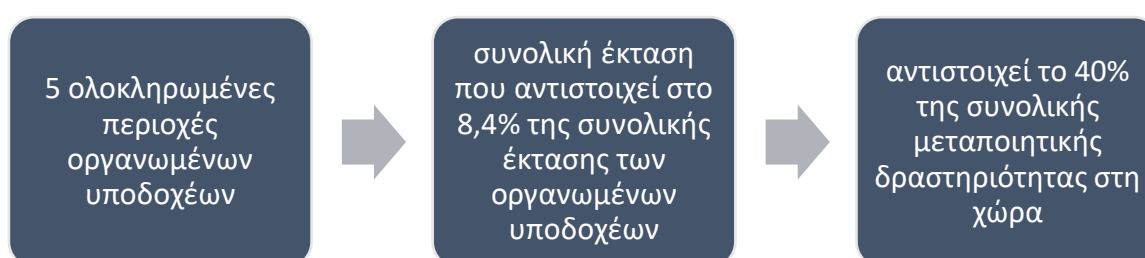 5 ολοκληρωμένες
περιοχές
οργανωμένων
υποδοχέων
συνολική έκταση
που αντιστοιχεί στο
8,4% της συνολικής
έκτασης των
οργανωμένων
υποδοχέων
αντιστοιχεί το 40%
της συνολικής
μεταποιητικής
δραστηριότητας στη
χώρα